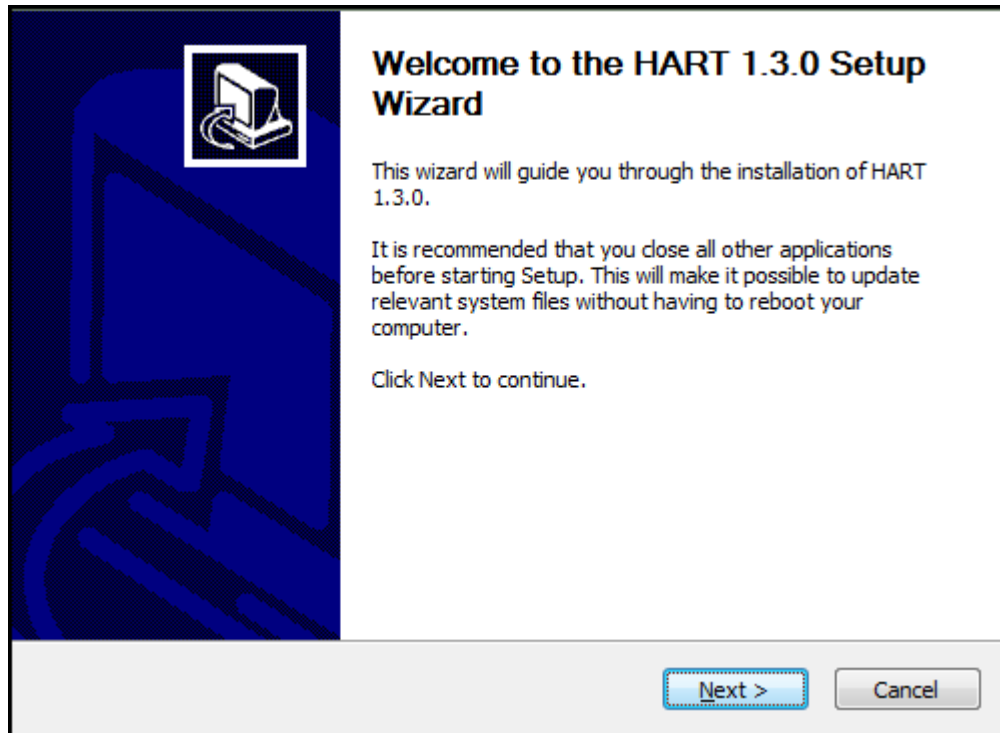 Welcome to the HART 1.3.0 Setup
Wizard
This wizard will guide you through the installation of HART
1.3.0.
It is recommended that you close all other applications
before starting Setup. This will make it possible to update
relevant system files without having to reboot your
computer.
Click Next to continue.
Next >
Cancel